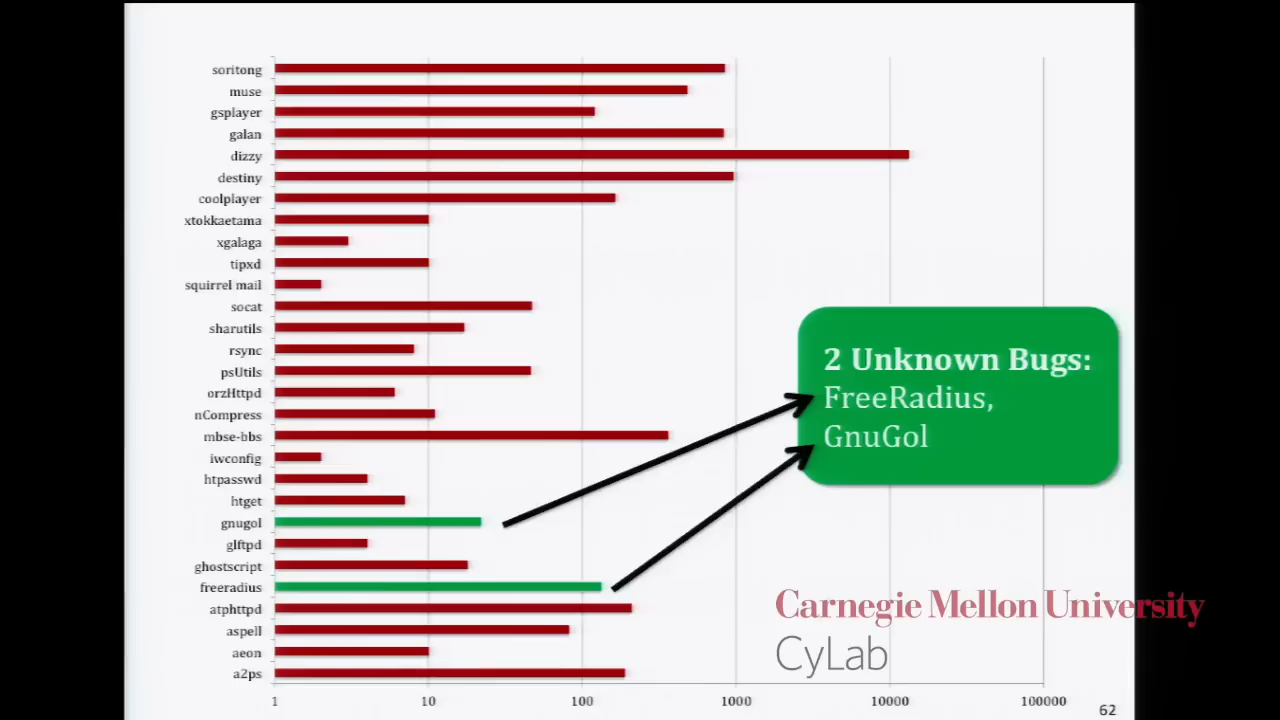 soritong
muse
gsplayer
galan
dizzy
destiny
coolplayer
xtokkaetama
xgalaga
tipxd
squirrel mail
socat
sharutils
rsync
psUtils
orzHttpd
nCompress
mbse-bbs
iwconfig
htpasswd
htget
gnugol
glftpd
ghostscript
freeradius
atphttpd
aspell
aeon
a2ps
1 10 100 1000 10000 100000
2 Unknown Bugs:
FreeRadius,
GnuGol
Carnegie Mellon University
CyLab
62